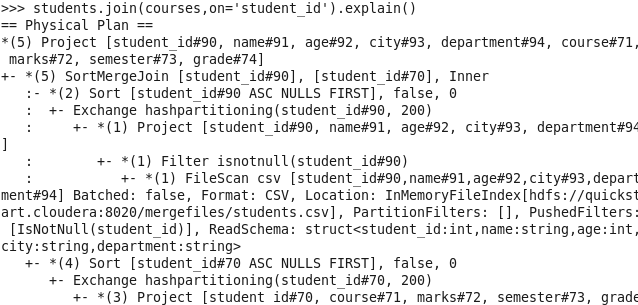 >>> students.join(courses,on='student_id').explain()
== Physical Plan ==
*(5) Project [student_id#90, name#91, age#92, city#93, department#94, course#71,
 marks#72, semester#73, grade#74]
+- *(5) SortMergeJoin [student_id#90], [student_id#70], Inner
   :- *(2) Sort [student_id#90 ASC NULLS FIRST], false, 0
   :  +- Exchange hashpartitioning(student_id#90, 200)
   :     +- *(1) Project [student_id#90, name#91, age#92, city#93, department#94
]
   :        +- *(1) Filter isnotnull(student_id#90)
   :           +- *(1) FileScan csv [student_id#90,name#91,age#92,city#93,depart
ment#94] Batched: false, Format: CSV, Location: InMemoryFileIndex[hdfs://quickst
art.cloudera:8020/mergefiles/students.csv], PartitionFilters: [], PushedFilters:
 [IsNotNull(student_id)], ReadSchema: struct<student_id:int,name:string,age:int,
city:string,department:string>
   +- *(4) Sort [student_id#70 ASC NULLS FIRST], false, 0
      +- Exchange hashpartitioning(student_id#70, 200)
         +- *(3) Project [student_id#70, course#71, marks#72, semester#73, grade